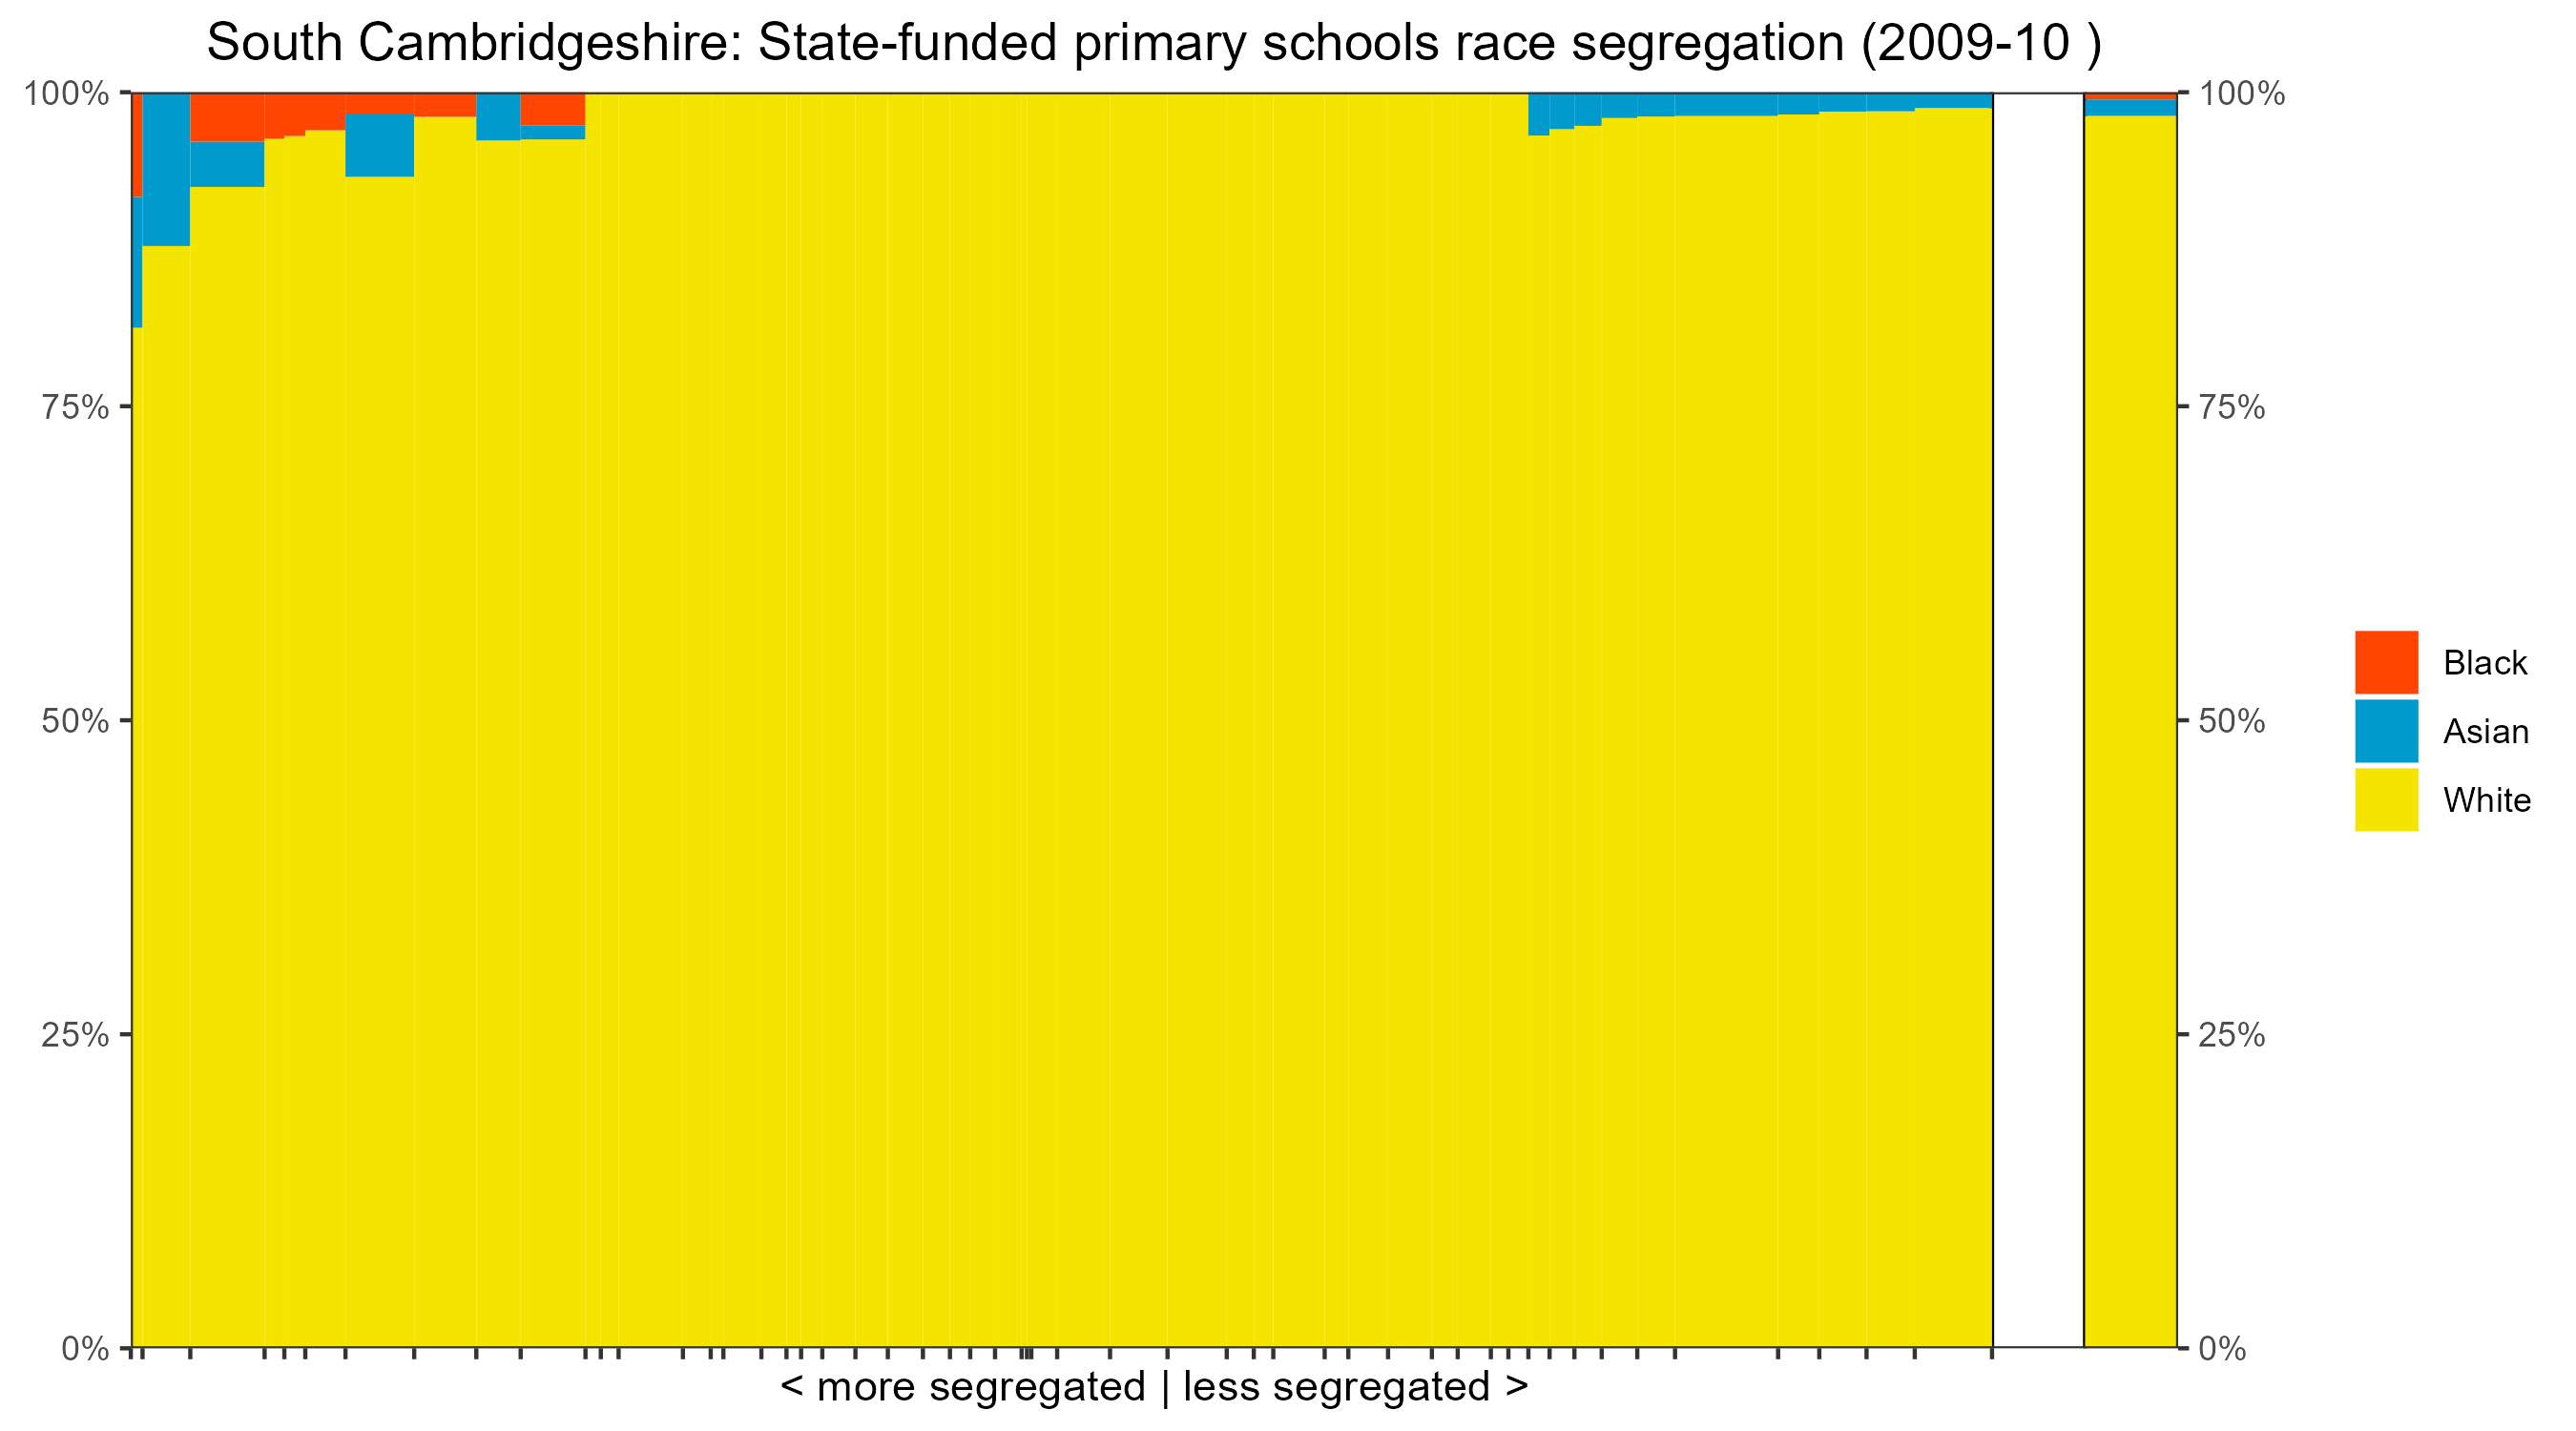 South Cambridgeshire: State-funded primary schools race segregation (2009-10 )
100%
75%
50%
25%
0%
100%
75%
50%
25%
0%
Black
Asian
White
< more segregated | less segregated >